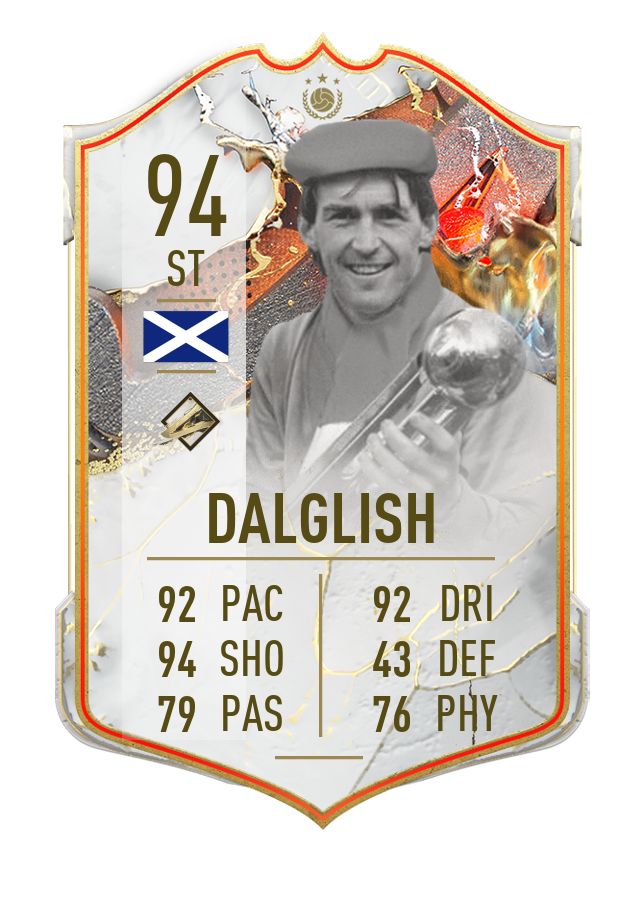 94
ST
DALGLISH
92 PAC 92 DRI
94 SHO 43 DEF
79 PAS 76 PHY